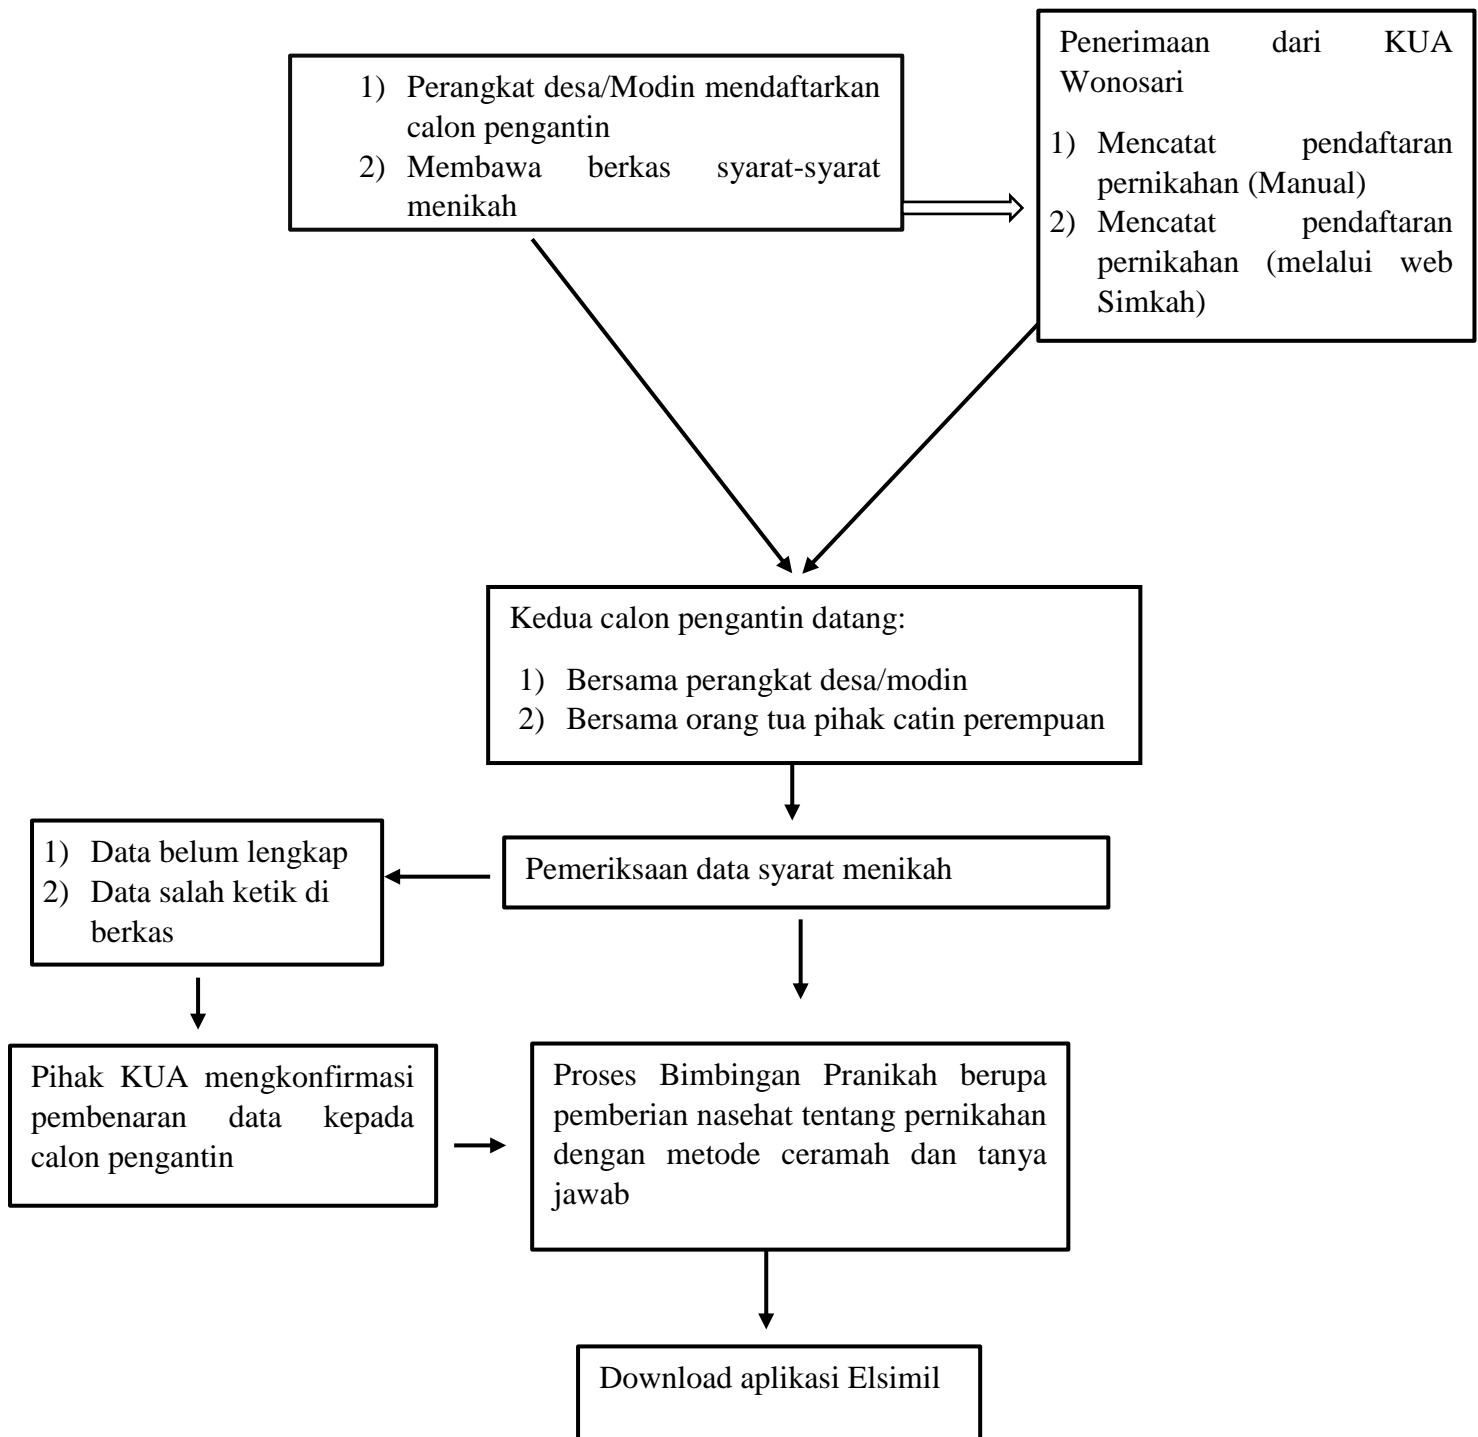 1) Perangkat desa/Modin mendaftarkan
calon pengantin
2) Membawa berkas syarat-syarat
menikah
Penerimaan dari KUA
Wonosari
1) Mencatat pendaftaran
pernikahan (Manual)
2) Mencatat pendaftaran
pernikahan (melalui web
Simkah)
Kedua calon pengantin datang:
1) Bersama perangkat desa/modin
2) Bersama orang tua pihak catin perempuan
Pemeriksaan data syarat menikah
1) Data belum lengkap
2) Data salah ketik di
berkas
Pihak KUA mengkonfirmasi
pembenaran data kepada
calon pengantin
Proses Bimbingan Pranikah berupa
pemberian nasehat tentang pernikahan
dengan metode ceramah dan tanya
jawab
Download aplikasi Elsimil